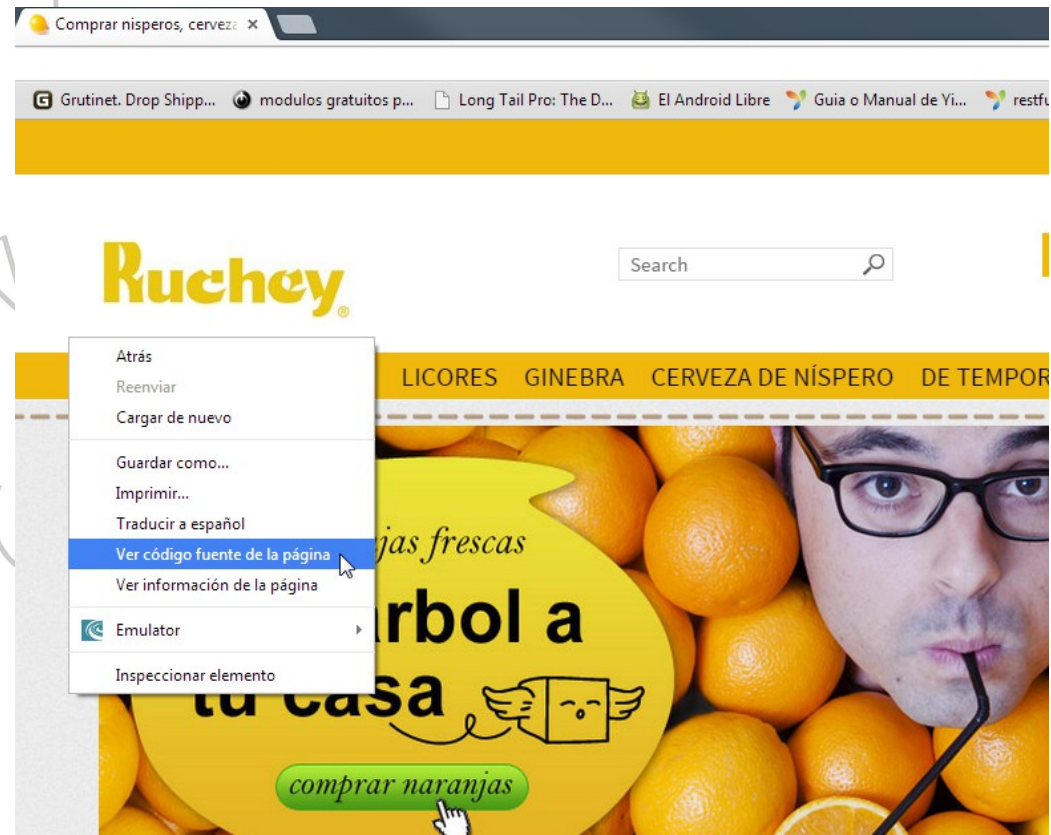 Comprar nisperos, cerveza
Grutinet. Drop Shipp... modulos gratuitos p... Long Tail Pro: The D... El Android Libre Guia o Manual de Yi... restfu
Ruchey®
Search
LICORES GINEBRA CERVEZA DE NÍSPERO DE TEMPOR
Atrás
Reenviar
Cargar de nuevo
Guardar como...
Imprimir...
Traducir a español
Ver código fuente de la página
Ver información de la página
Emulator
Inspeccionar elemento
jas frescas
rbol a
tu casa
comprar naranjas